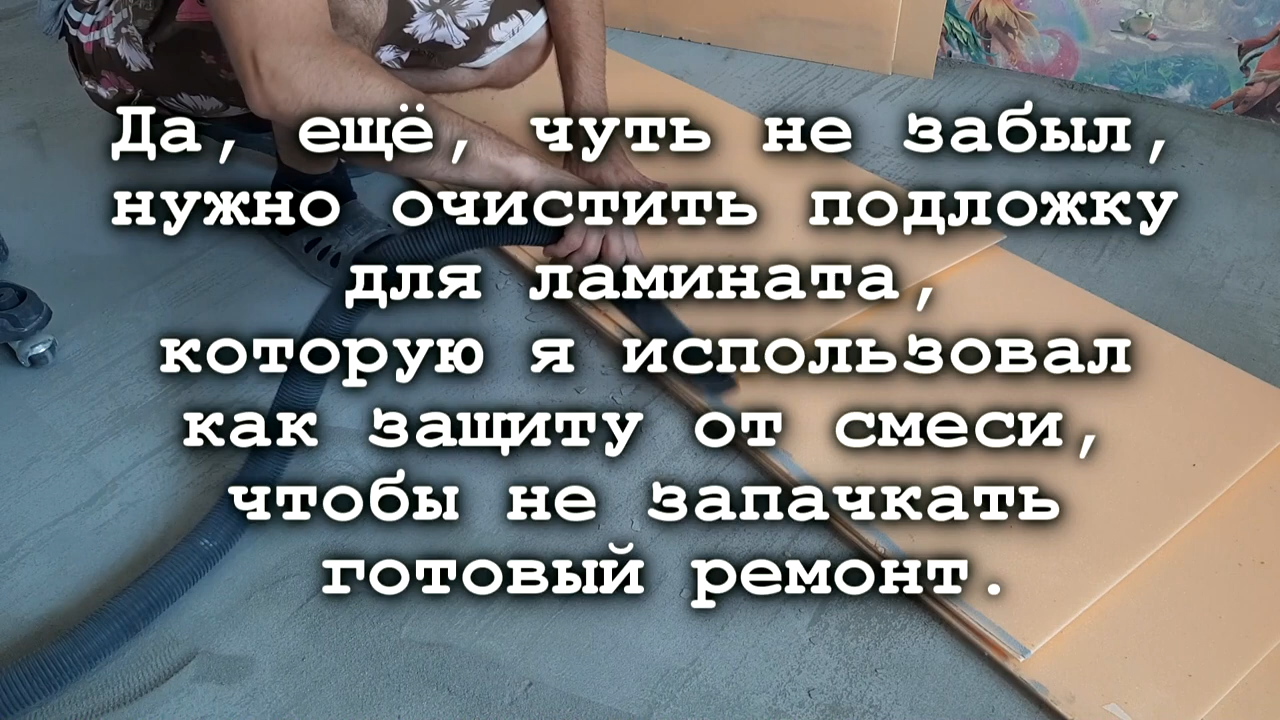 Да, ещё, чуть не забыл,
нужно очистить подложку
для ламината,
которую я использовал
как защиту от смеси,
чтобы не запачкать
готовый ремонт.